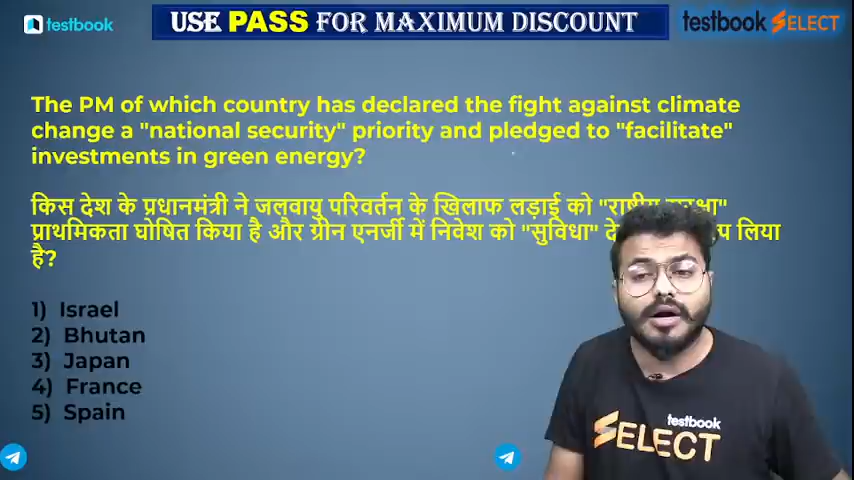 testbook
USE PASS FOR MAXIMUM DISCOUNT
testbook SELECT
The PM of which country has declared the fight against climate
change a "national security" priority and pledged to "facilitate"
investments in green energy?
किस देश के प्रधानमंत्री ने जलवायु परिवर्तन के खिलाफ लड़ाई को
प्राथमिकता घोषित किया है और ग्रीन एनर्जी में निवेश को "सुविधा" लिया
है?
1) Israel
2) Bhutan
3) Japan
4) France
5) Spain
testbook
SELECT